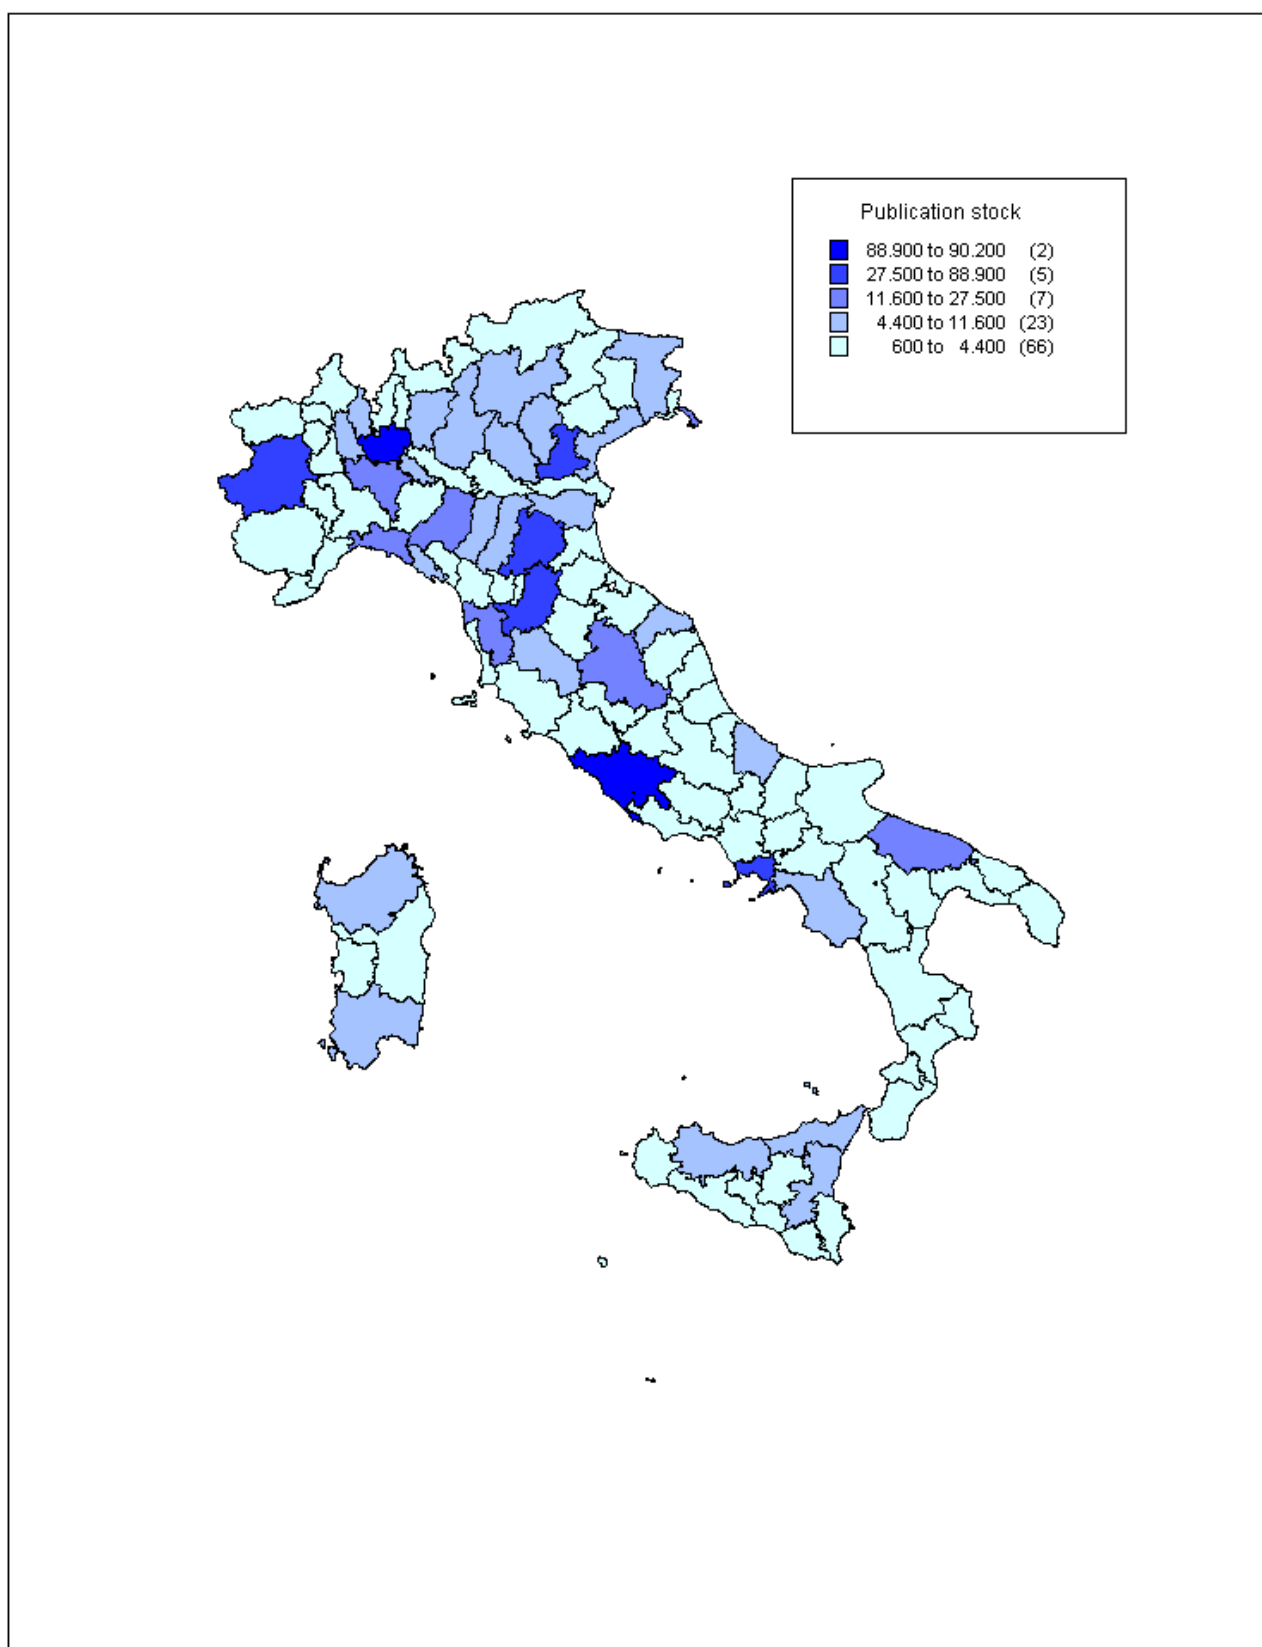 Publication stock
88.900 to 90.200 (2)
27.500 to 88.900 (5)
11.600 to 27.500 (7)
4.400 to 11.600 (23)
600 to 4.400 (66)